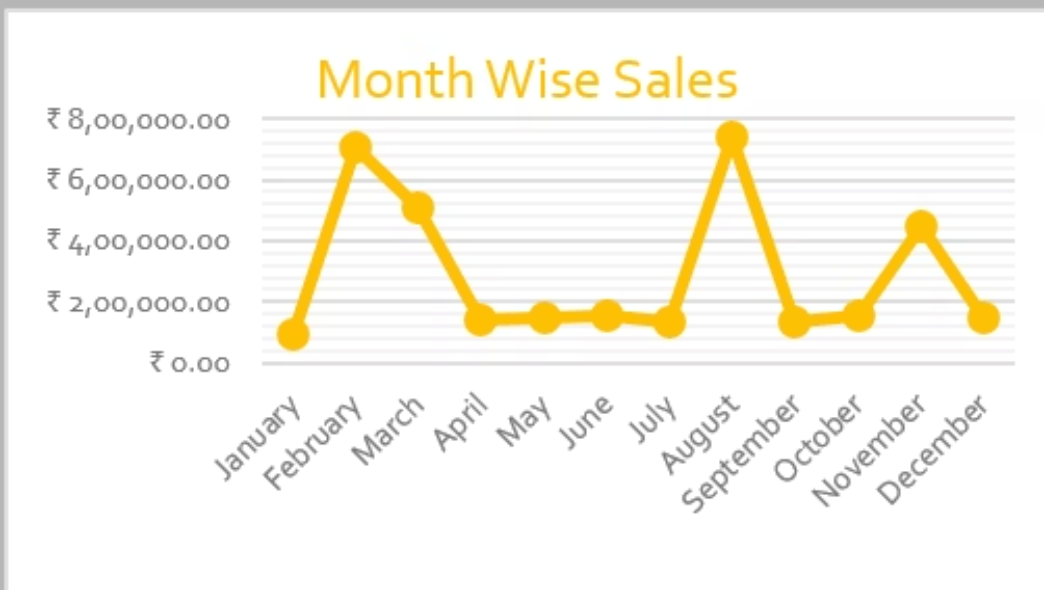 Month Wise Sales
₹ 8,00,000.00
₹ 6,00,000.00
₹ 4,00,000.00
₹ 2,00,000.00
₹ 0.00
January
February
March
April
May
June
July
August
September
October
November
December